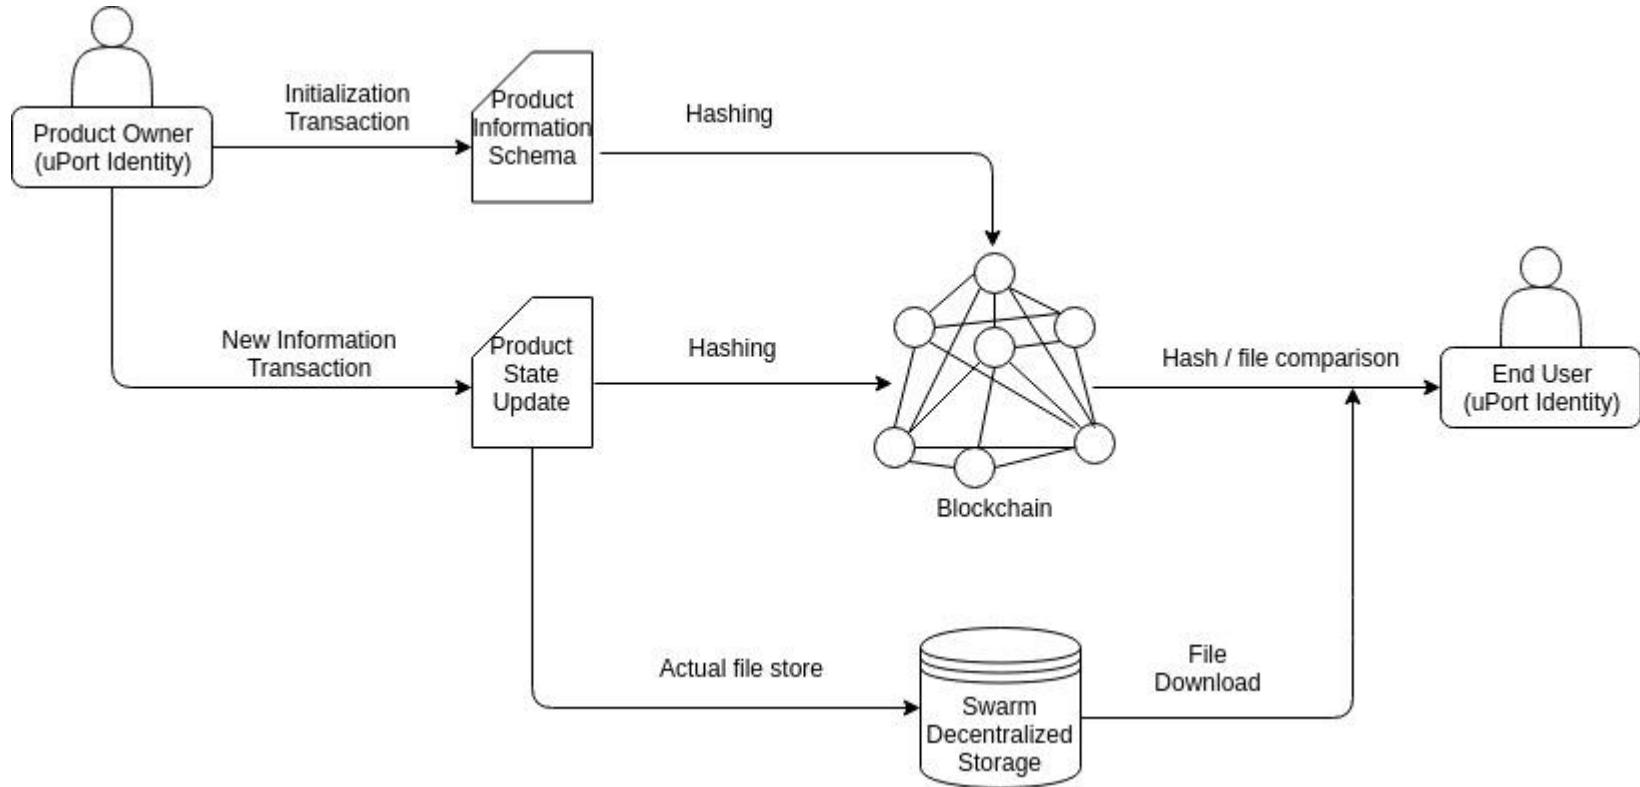 Initialization
Transaction
Product Owner
(uPort Identity)
Product
Information
Schema
Hashing
New Information
Transaction
Product
State
Update
Hashing
Blockchain
Hash / file comparison
End User
(uPort Identity)
Actual file store
Swarm
Decentralized
Storage
File
Download